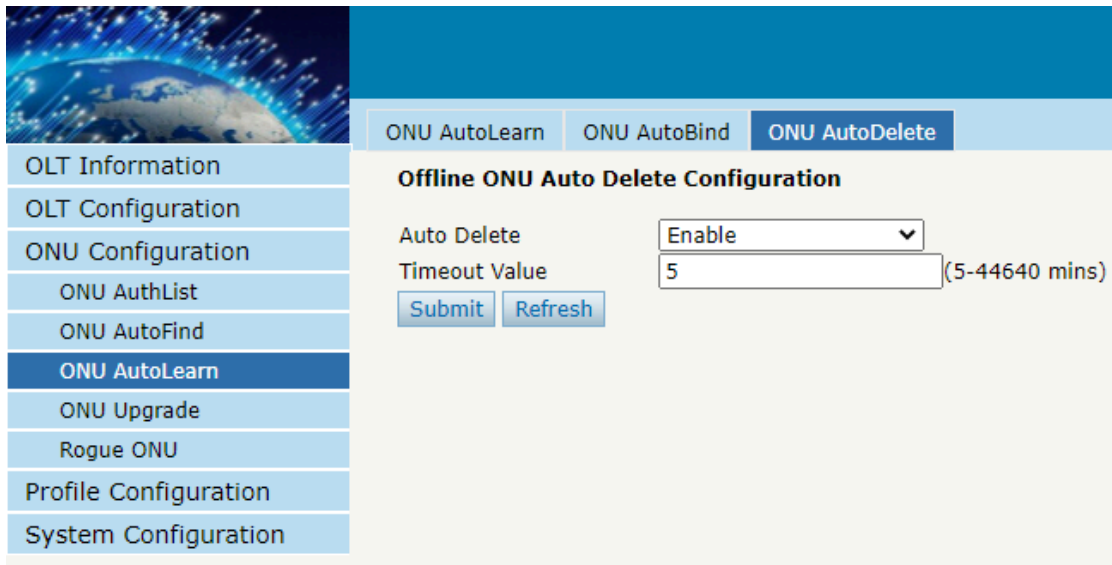 ONU AutoLearn ONU AutoBind ONU AutoDelete
OLT Information
OLT Configuration
ONU Configuration
ONU AuthList
ONU AutoFind
ONU AutoLearn
ONU Upgrade
Rogue ONU
Profile Configuration
System Configuration
Offline ONU Auto Delete Configuration
Auto Delete Enable
Timeout Value 5 (5-44640 mins)
Submit Refresh